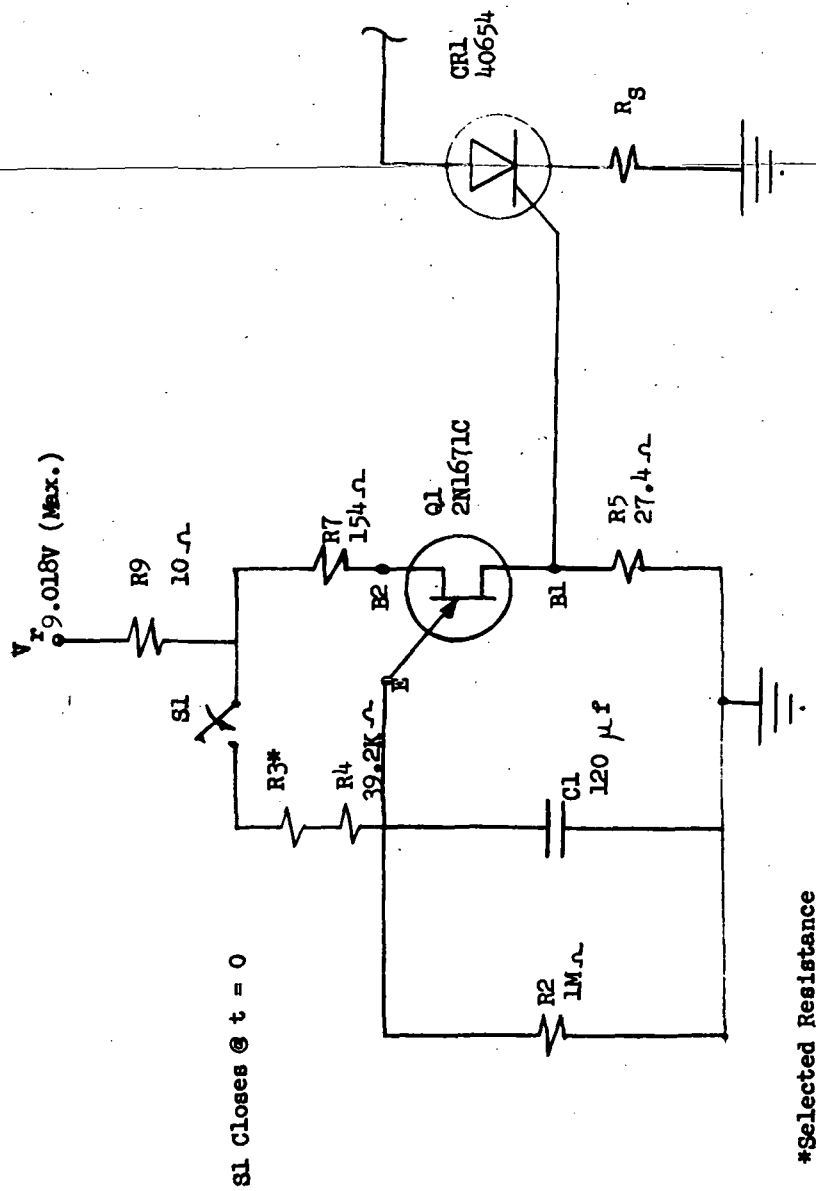 V_r 9.018V (Max.)
R9
10 Ω
S1
R3*
R4
39.2K Ω
R7
154 Ω
B2
E
Q1
2N1671C
B1
R5
27.4 Ω
CR1
40654
R_S
C1
120 μf
R2
1M Ω
S1 Closes @ t = 0
*Selected Resistance